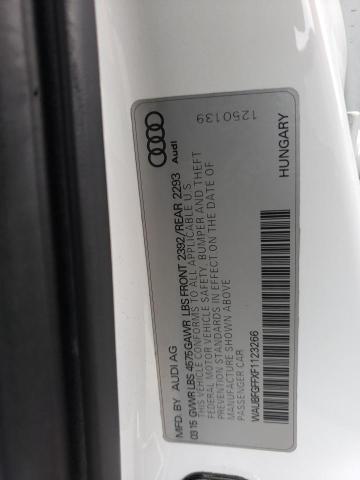 1250139
Audi
HUNGARY
MFD. BY AUDI AG
03 15 GVWR LBS 4575 GAWR LBS FRONT 2392/REAR 2293
THIS VEHICLE CONFORMS TO ALL APPLICABLE U S
FEDERAL MOTOR VEHICLE SAFETY. BUMPER AND THEFT
PREVENTION STANDARDS IN EFFECT ON THE DATE OF
MANUFACTURE SHOWN ABOVE
PASSENGER CAR
WAUBFGFFXF1123266